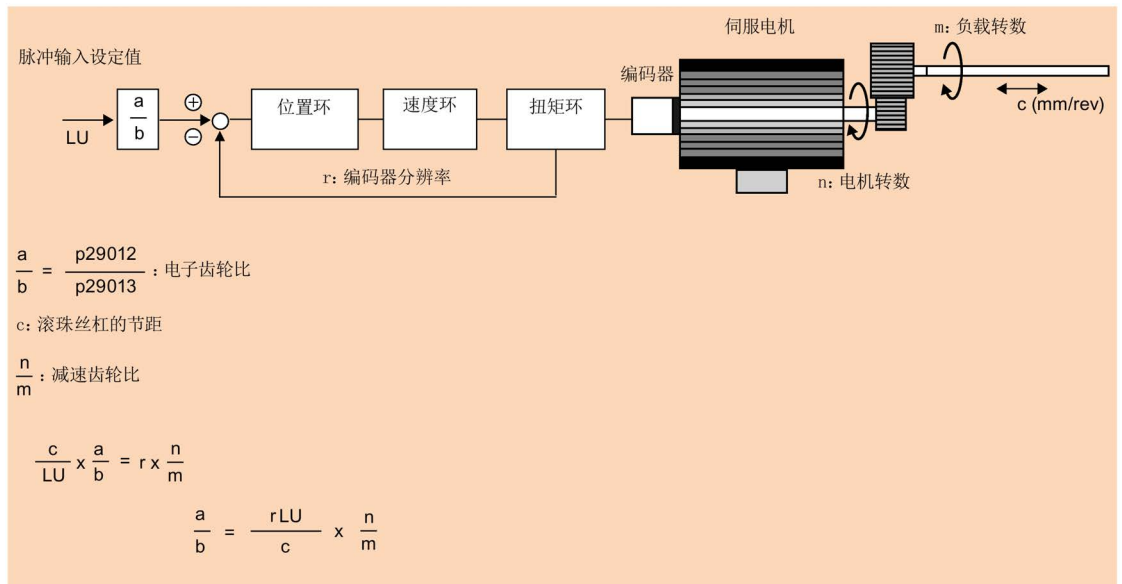 伺服电机
m: 负载转数
脉冲输入设定值
编码器
a
b
⊕
⊖
位置环
速度环
扭矩环
LU
c (mm/rev)
r: 编码器分辨率
n: 电机转数
a/b = p29012/p29013 : 电子齿轮比
c: 滚珠丝杠的节距
n/m : 减速齿轮比
c/LU x a/b = r x n/m
a/b = r LU/c x n/m